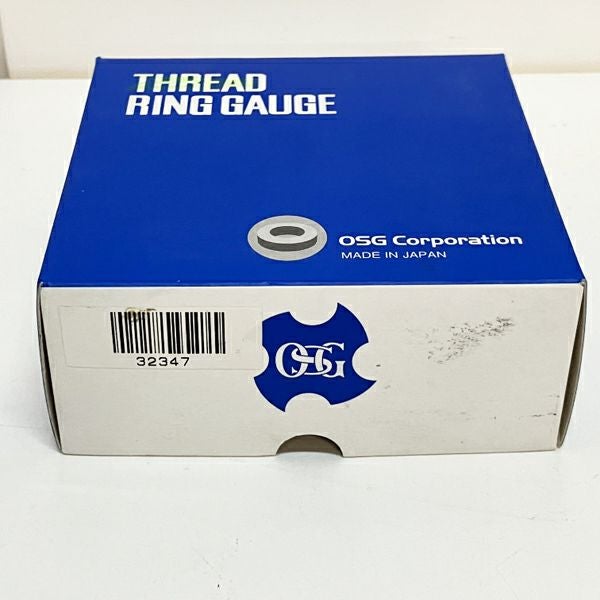 THREAD
RING GAUGE
OSG Corporation
MADE IN JAPAN
32347
OSG